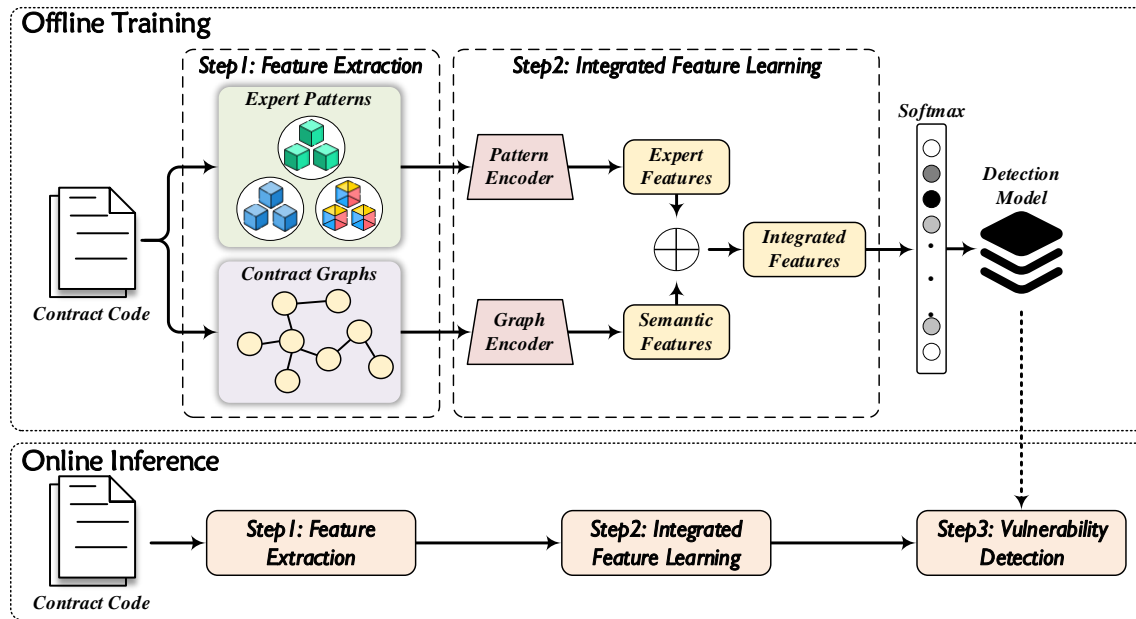 Offline Training
Step1: Feature Extraction
Step2: Integrated Feature Learning
Expert Patterns
Softmax
Pattern
Encoder
Expert
Features
Detection
Model
Integrated
Features
Contract Graphs
Contract Code
Graph
Encoder
Semantic
Features
Online Inference
Step1: Feature
Extraction
Step2: Integrated
Feature Learning
Step3: Vulnerability
Detection
Contract Code